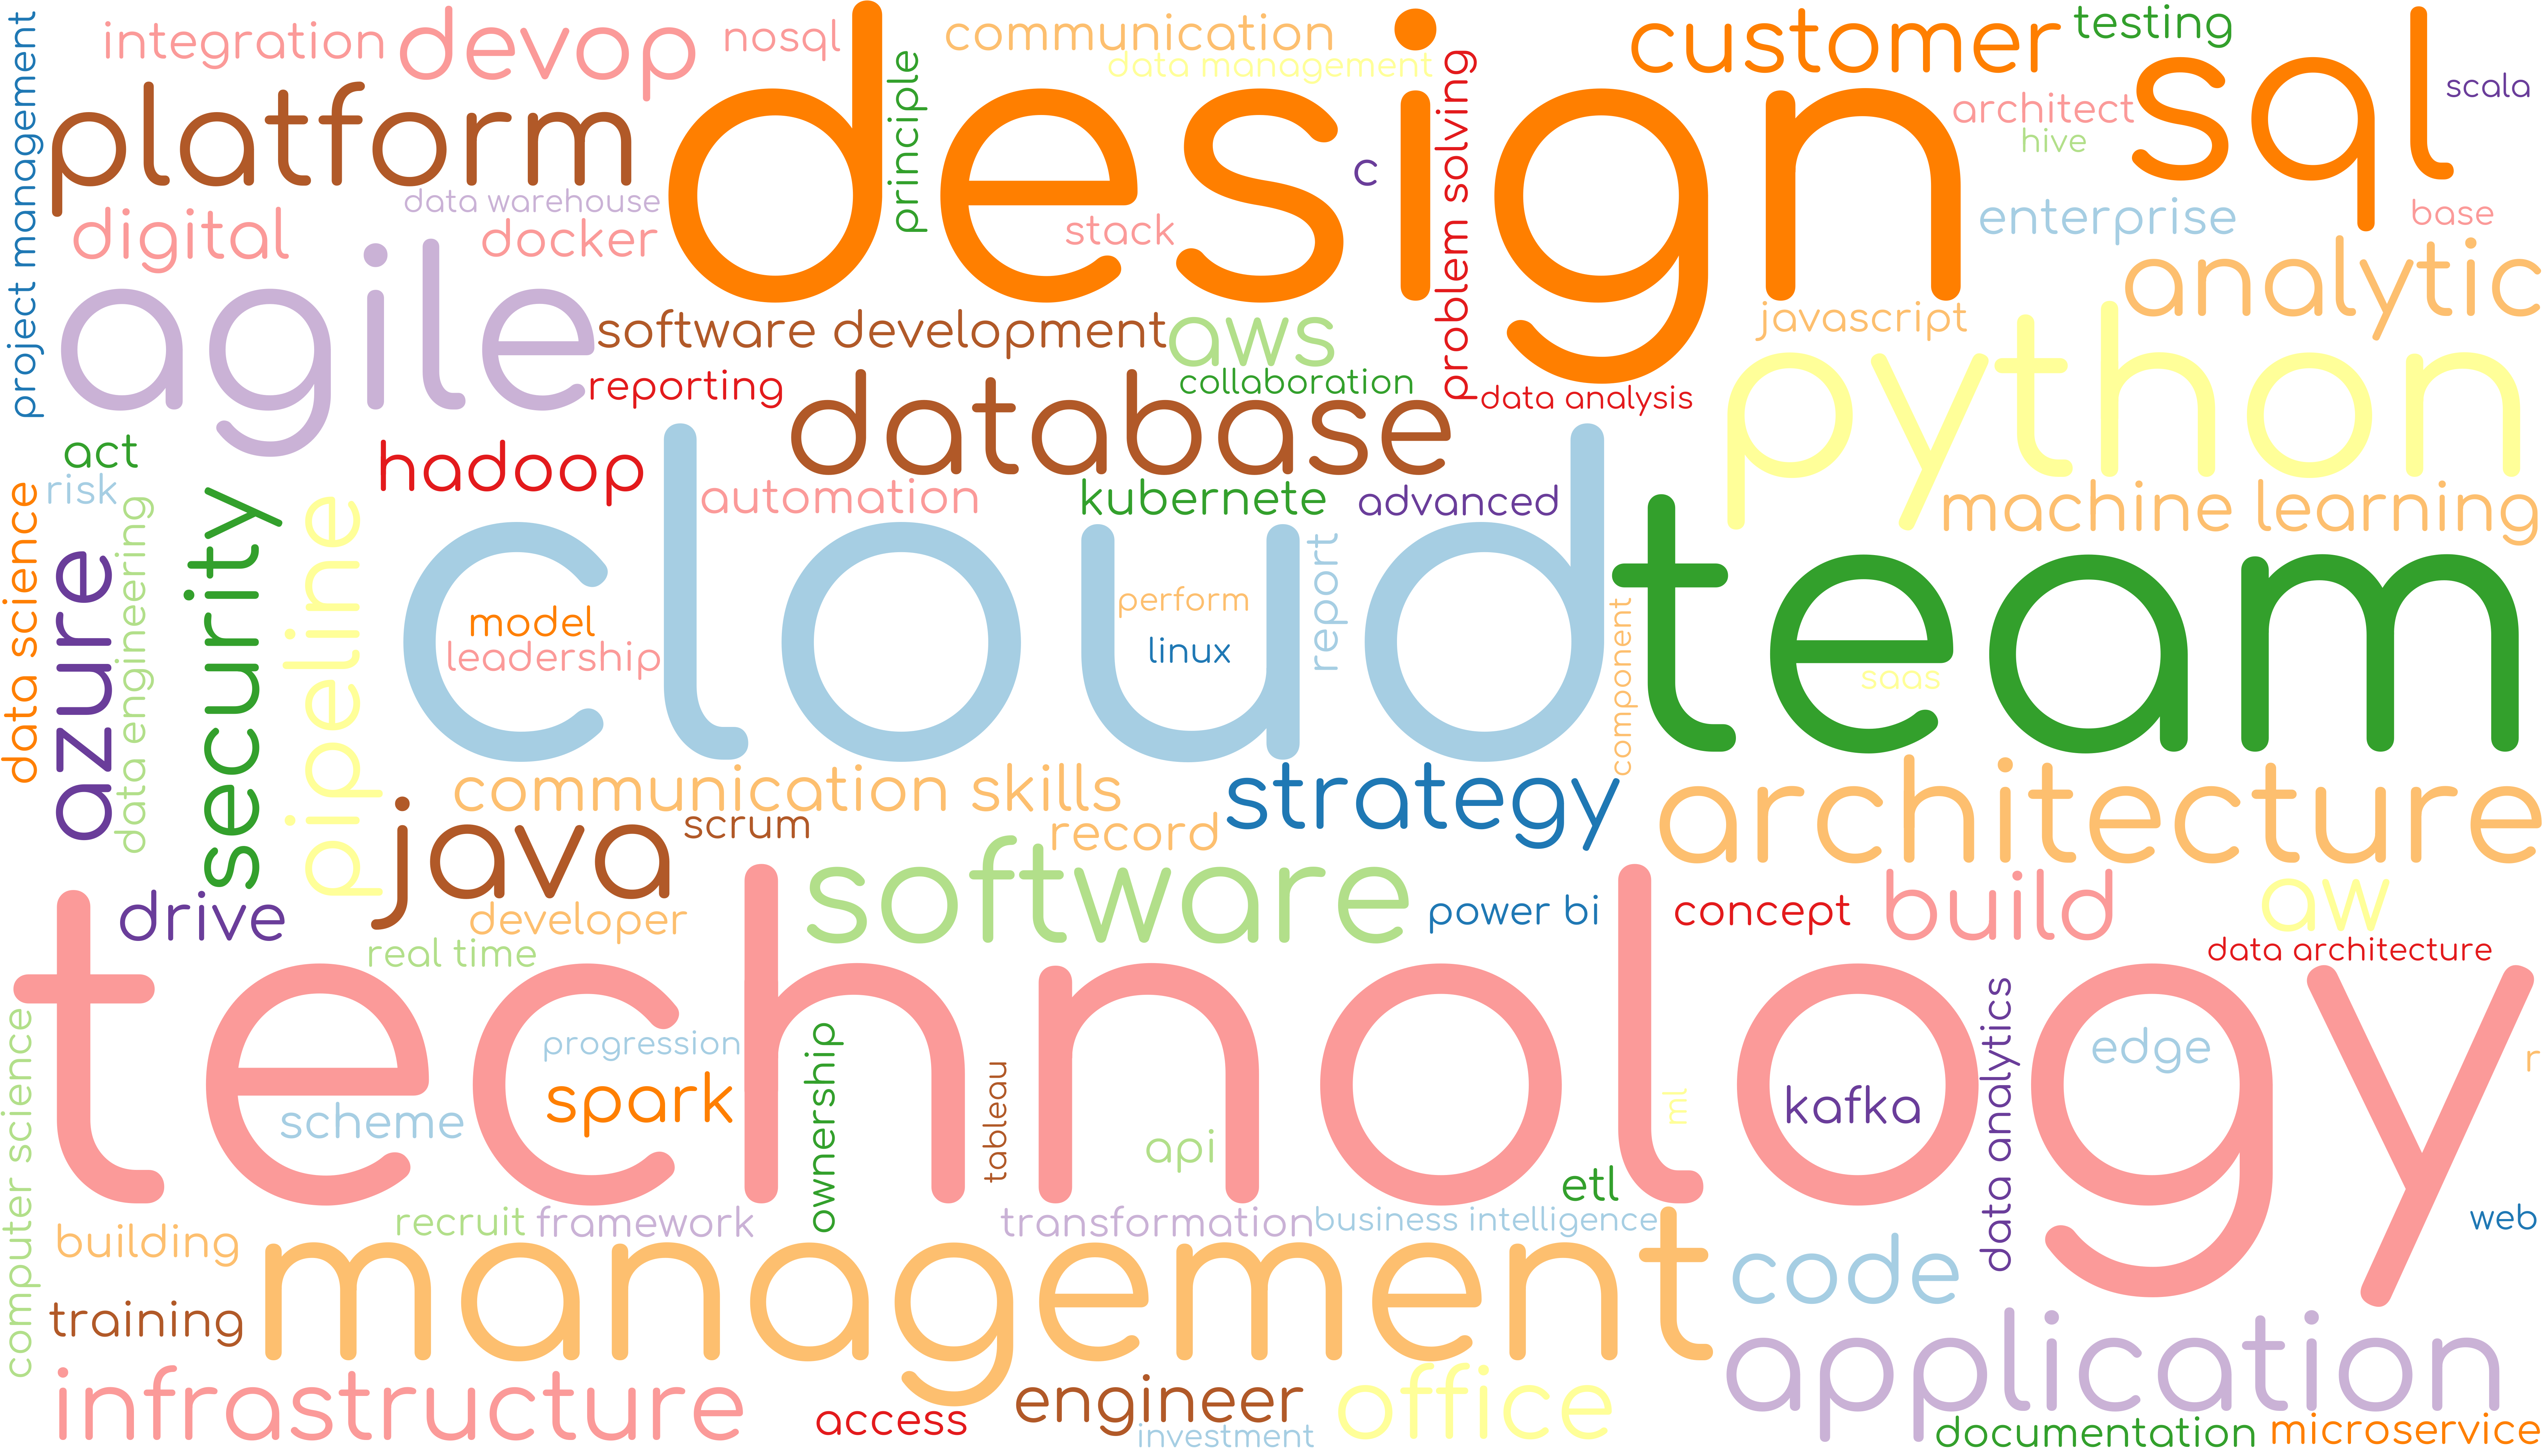 project management
integration
devop
nosql
communication
data management
customer
testing
scala
platform
design
principle
c
problem solving
architect
hive
sql
data warehouse
digital
docker
stack
enterprise
base
agile
software development
aws
javascript
analytic
reporting
collaboration
data analysis
python
database
act
risk
hadoop
automation
kubernete
advanced
machine learning
data science
azure
data engineering
security
pipeline
cloud
model
leadership
perform
linux
report
component
team
saas
communication skills
strategy
architecture
java
scrum
record
software
drive
developer
real time
power bi
concept
build
aw
data architecture
technology
computer science
progression
spark
scheme
ownership
tableau
api
etl
ml
kafka
data analytics
edge
r
web
building
recruit
framework
transformation
business intelligence
management
code
training
infrastructure
access
engineer
investment
office
application
documentation
microservice